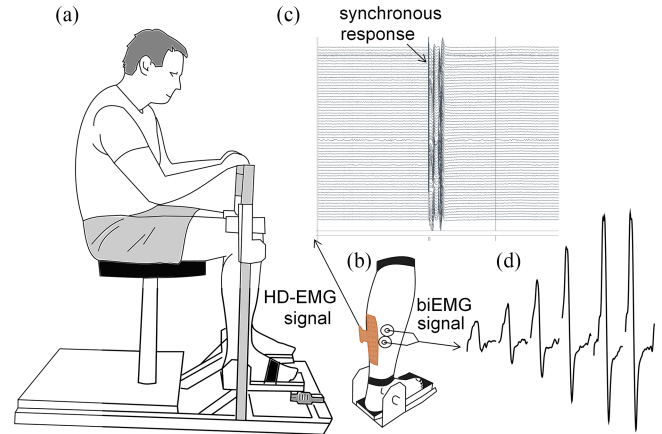 (a)
(c)
synchronous
response
(b)
(d)
HD-EMG
signal
biEMG
signal